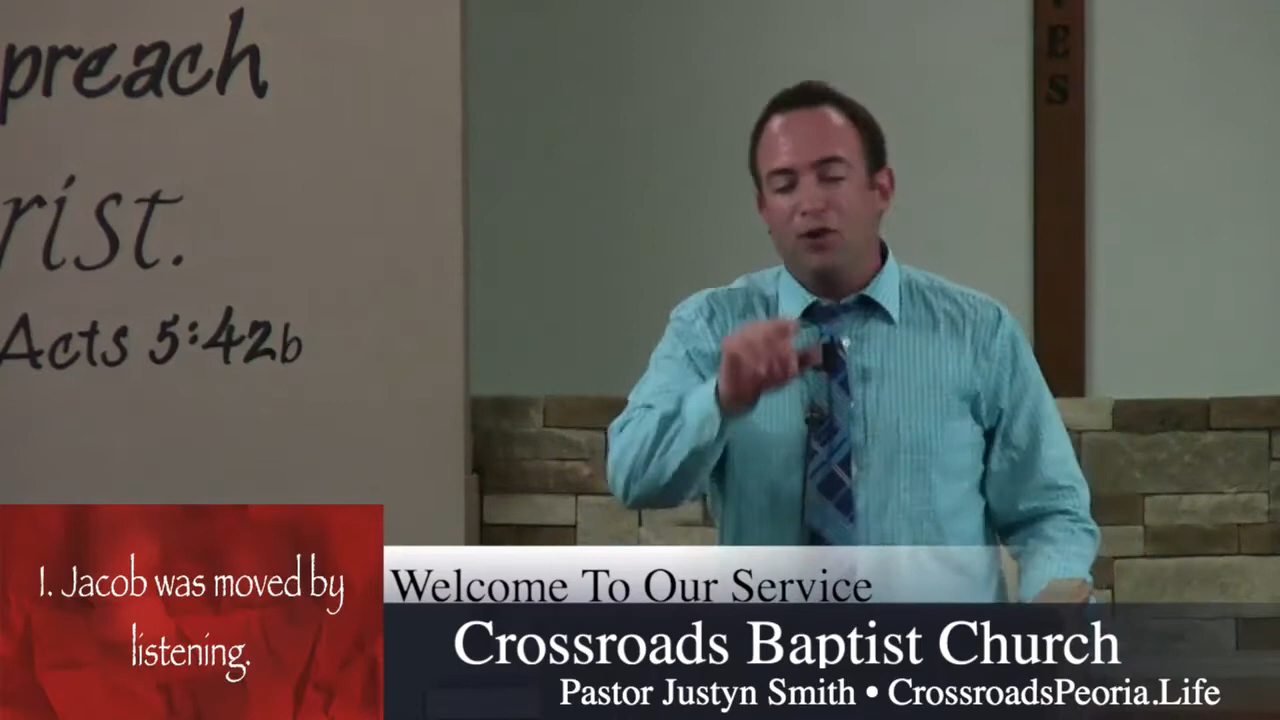 preach
rist.
Acts 5:42b
ES
1. Jacob was moved by
listening.
Welcome To Our Service
Crossroads Baptist Church
Pastor Justyn Smith • CrossroadsPeoria.Life